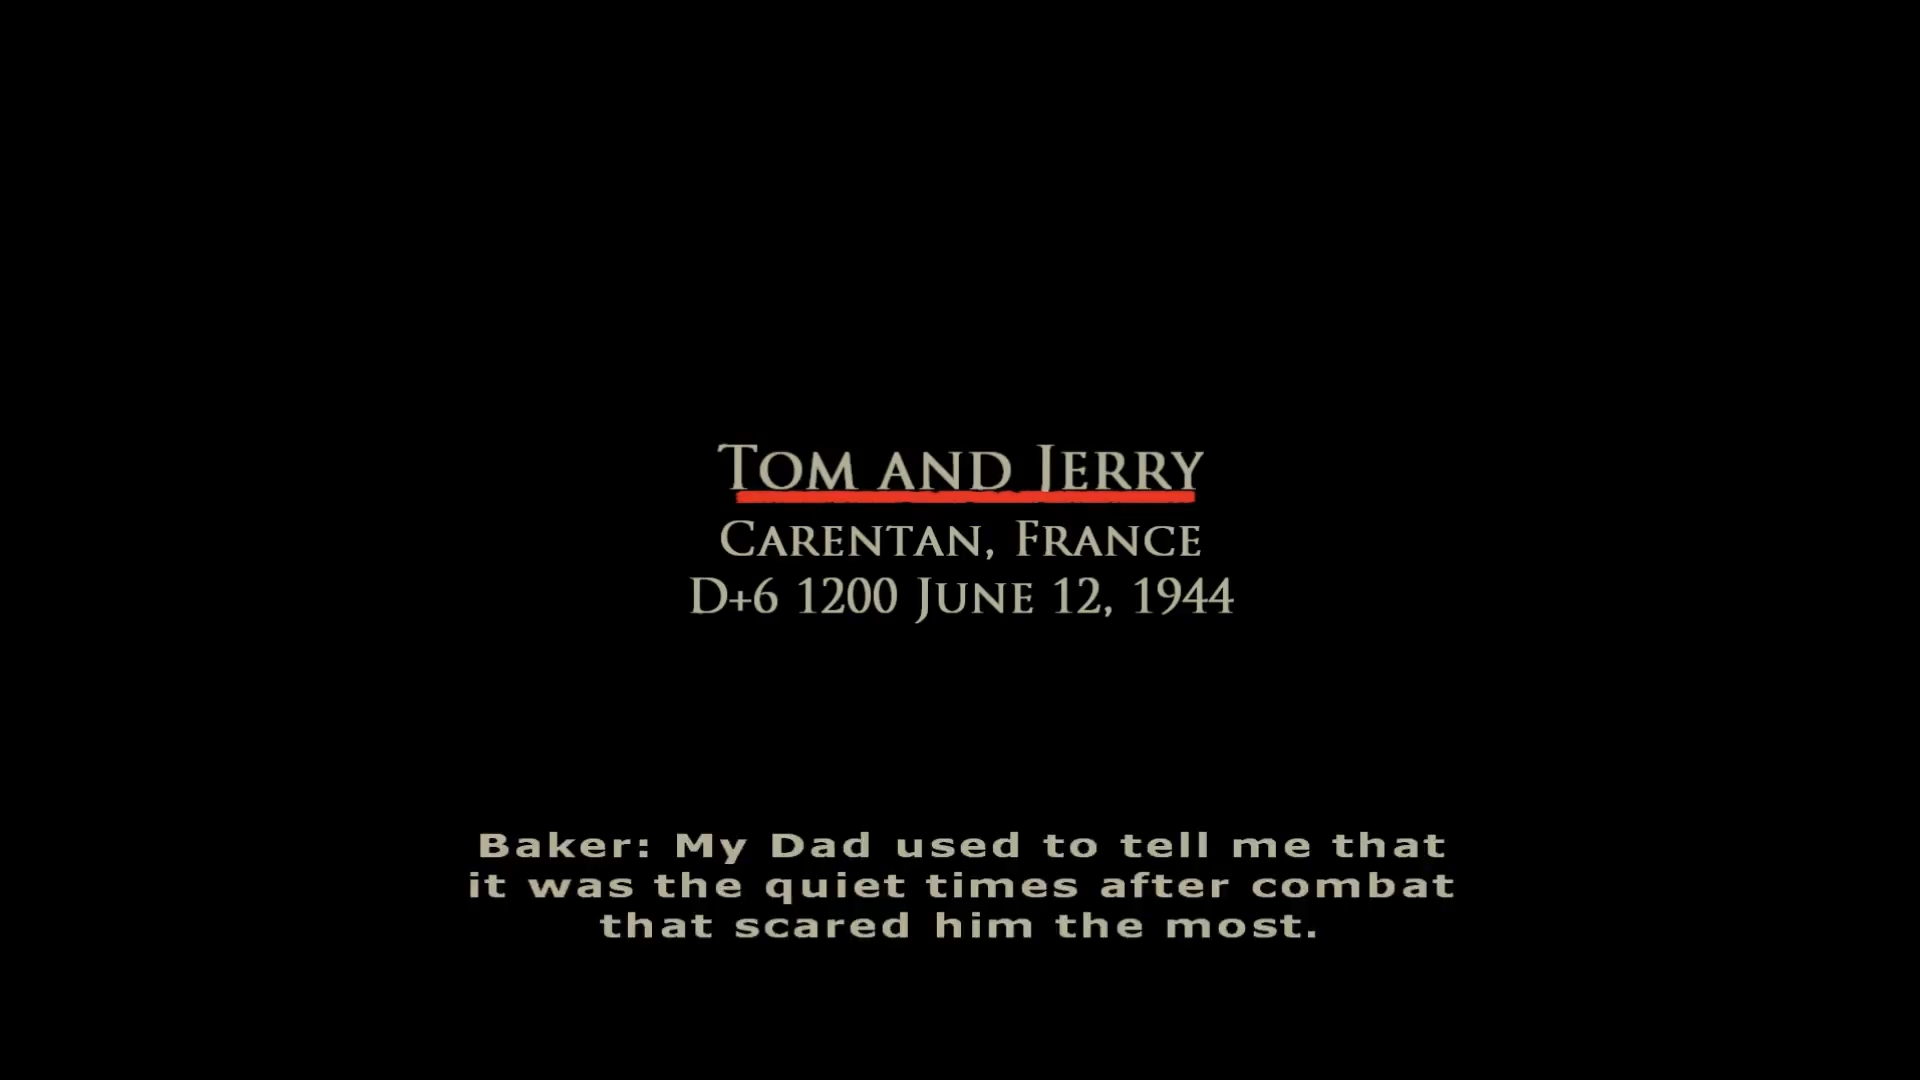 Tom and Jerry
Carentan, France
D+6 1200 June 12, 1944
Baker: My Dad used to tell me that
it was the quiet times after combat
that scared him the most.